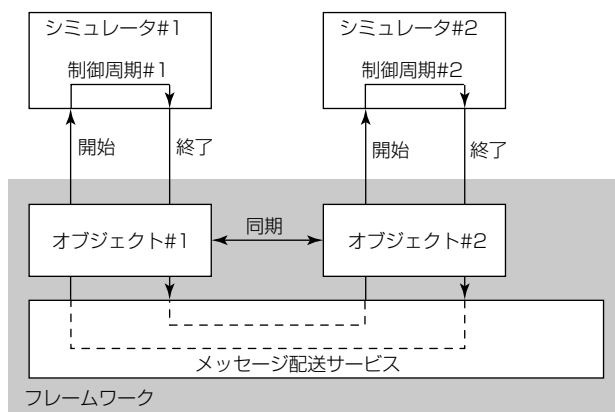 シミュレータ#1
シミュレータ#2
制御周期#1
制御周期#2
開始
終了
開始
終了
オブジェクト#1
同期
オブジェクト#2
メッセージ配送サービス
フレームワーク